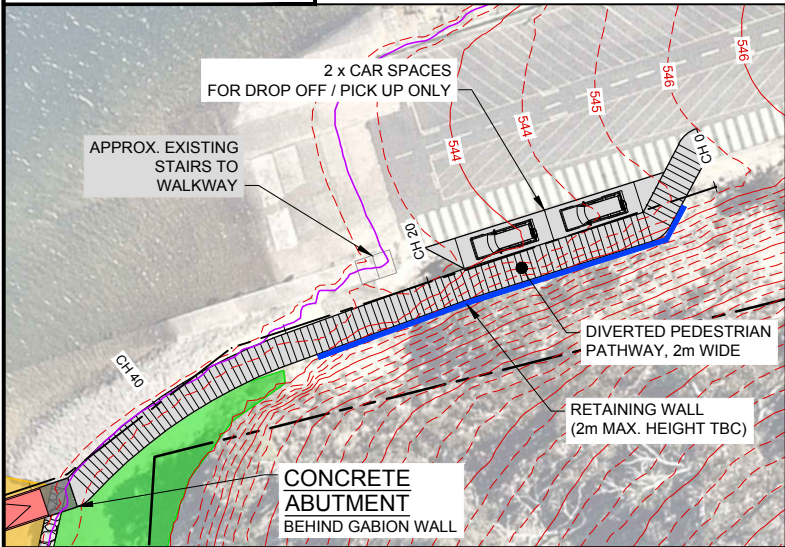 2 x CAR SPACES
FOR DROP OFF / PICK UP ONLY
APPROX. EXISTING
STAIRS TO
WALKWAY
544
544
545
546
546
CH 0
CH 20
CH 40
DIVERTED PEDESTRIAN
PATHWAY, 2m WIDE
RETAINING WALL
(2m MAX. HEIGHT TBC)
CONCRETE
ABUTMENT
BEHIND GABION WALL